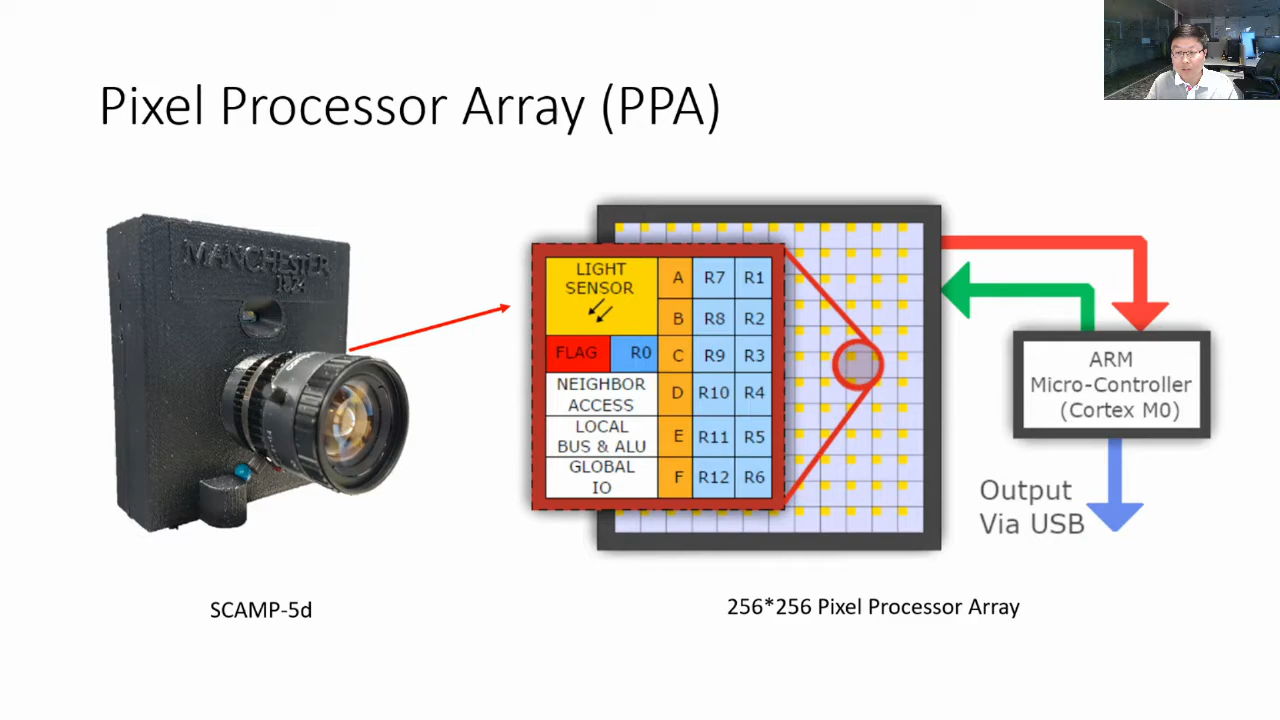 Pixel Processor Array (PPA)
MANCHESTER
1824
LIGHT
SENSOR
A R7 R1
B R8 R2
FLAG R0 C R9 R3
NEIGHBOR
ACCESS
D R10 R4
LOCAL
BUS & ALU
E R11 R5
GLOBAL
IO
F R12 R6
ARM
Micro-Controller
(Cortex M0)
Output
Via USB
SCAMP-5d
256*256 Pixel Processor Array